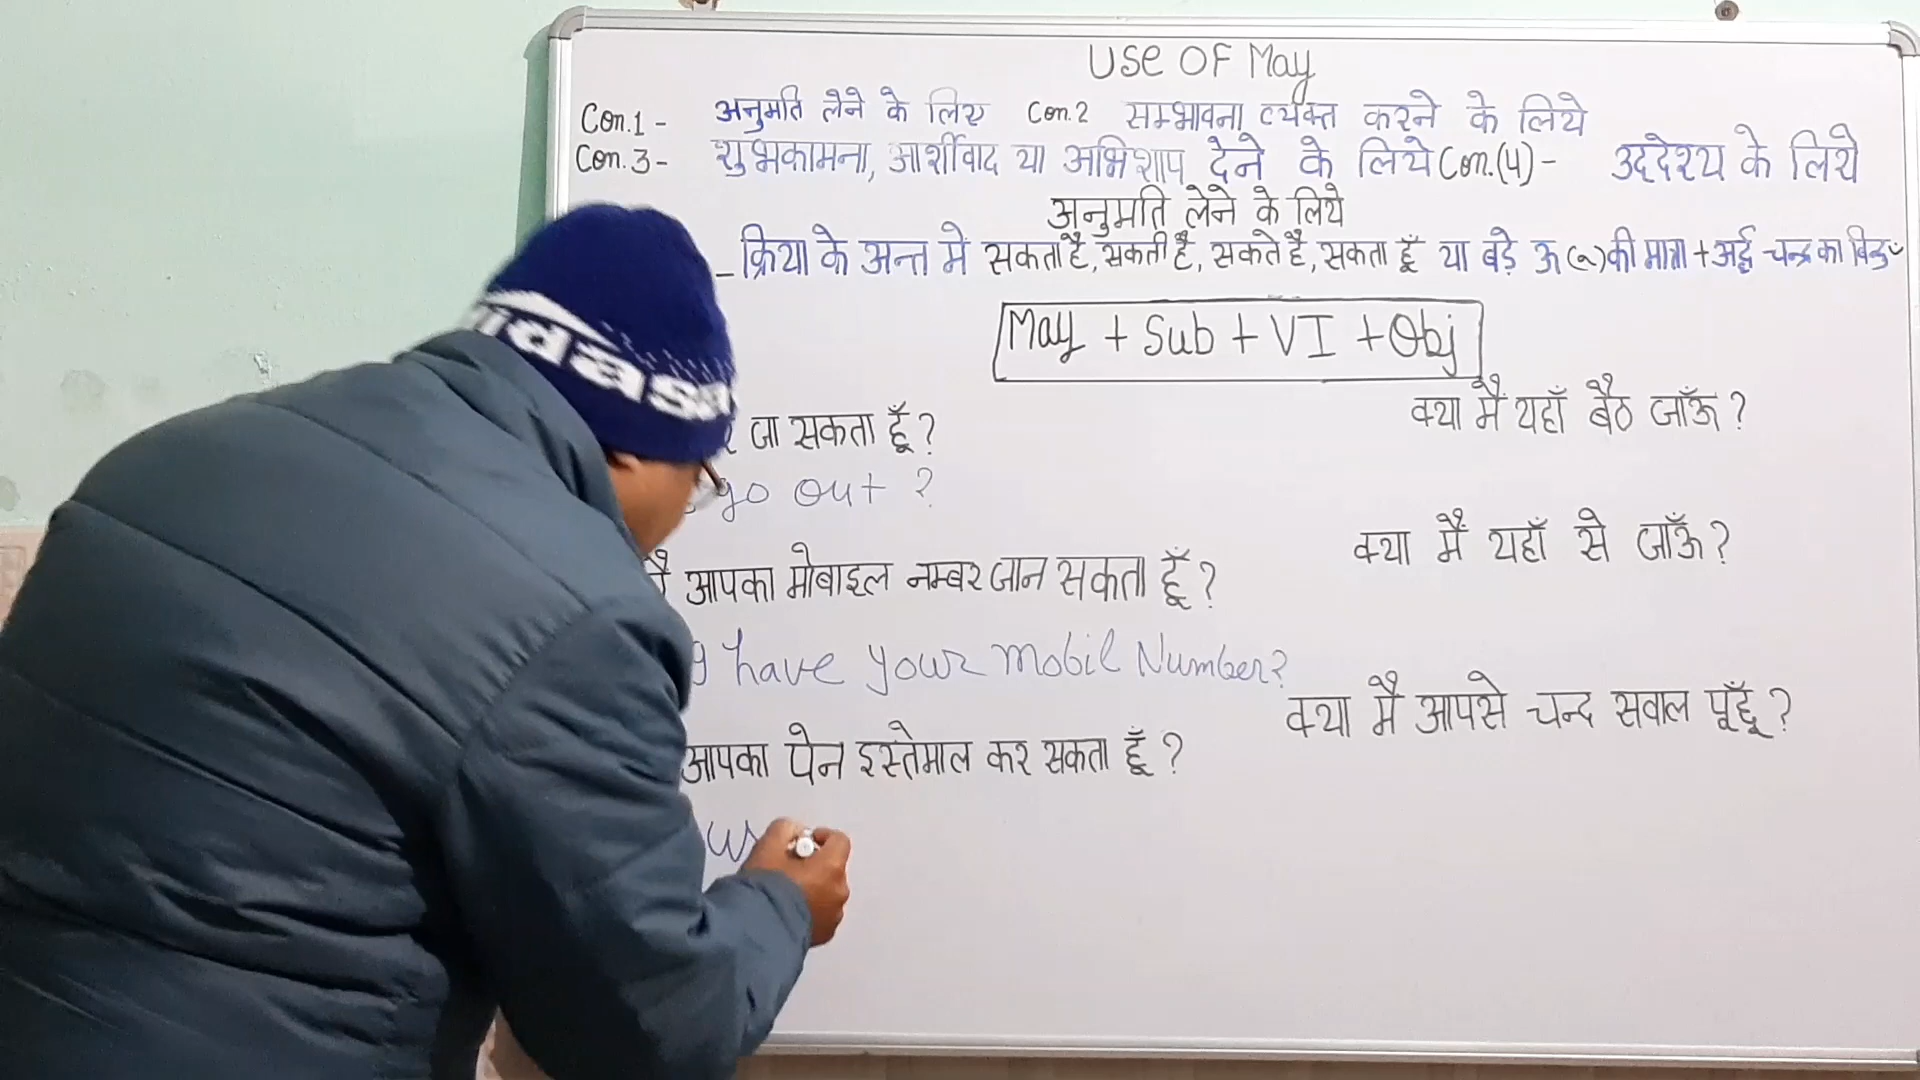 Use OF May
Con.1 - अनुमति लेने के लिए Con.2 सम्भावना व्यक्त करने के लिये
Con.3 - शुभकामना, आर्शीवाद या अभिशाप देने के लिये Con.(4) - उद्देश्य के लिये
अनुमति लेने के लिये
_ क्रिया के अन्त में सकता है, सकती है, सकते है, सकता हूँ या बड़े ऊ (ू) की मात्रा + अर्द्ध चन्द्र का बिन्दु ँ
May + Sub + VI + Obj
जा सकता हूँ ?
go out ?
आपका मोबाइल नम्बर जान सकता हूँ ?
I have your mobil Number?
आपका पेन इस्तेमाल कर सकता हूँ ?
us
क्या मैं यहाँ बैठ जाँऊ ?
क्या मैं यहाँ से जाँऊ ?
क्या मै आपसे चन्द सवाल पूँछू ?